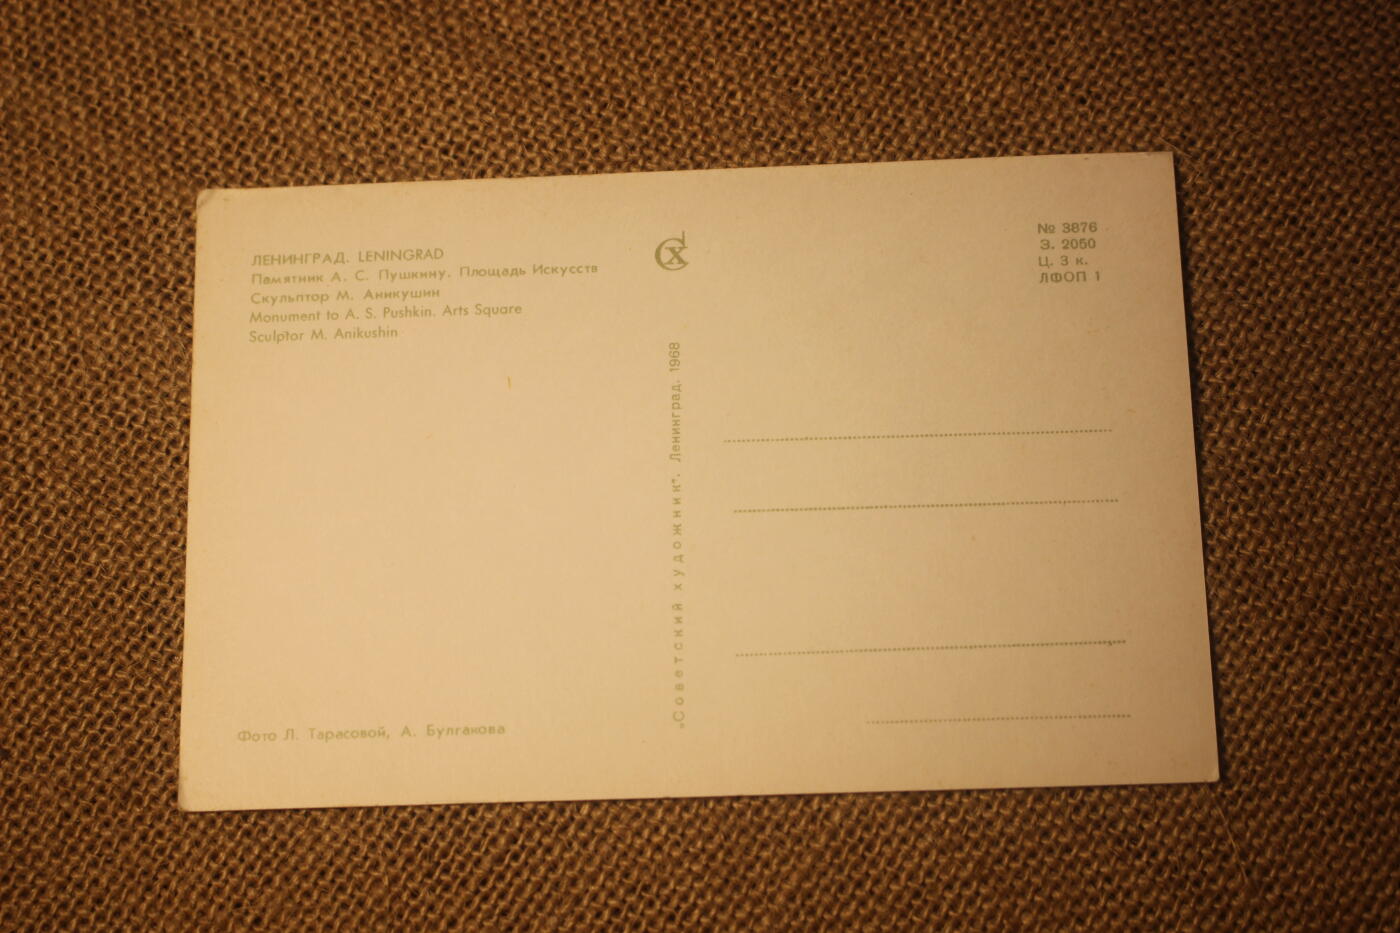 ЛЕНИНГРАД. LENINGRAD
Памятник А. С. Пушкину. Площадь Искусств
Скульптор М. Аникушин
Monument to A. S. Pushkin. Arts Square
Sculptor M. Anikushin
Фото Л. Тарасовой, А. Булгакова
СХ
„Советский художник". Ленинград. 1968
№ 3876
З. 2050
Ц. 3 к.
ЛФОП 1